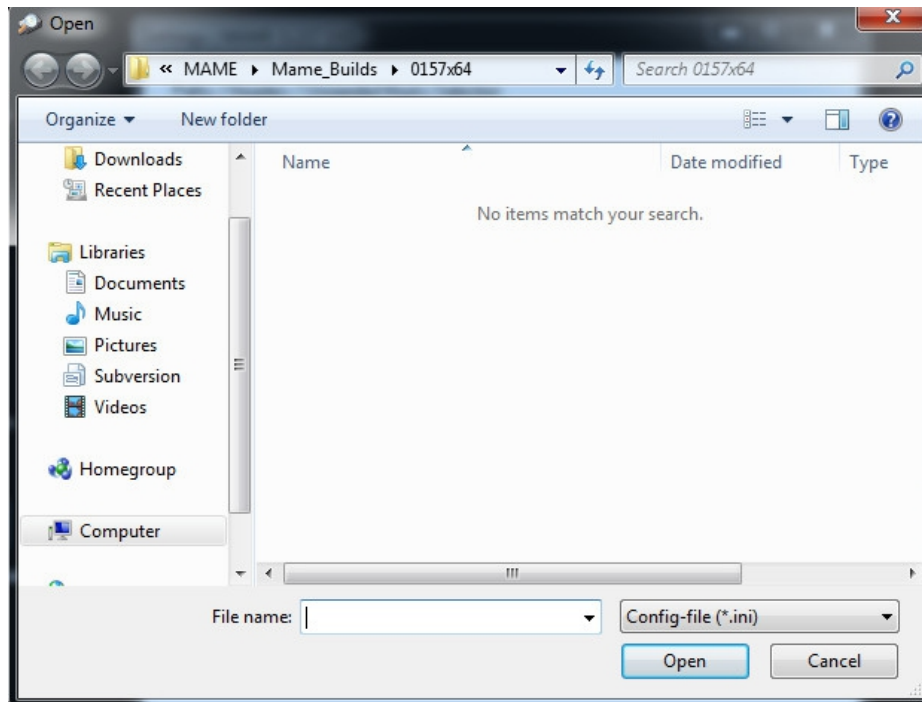 Open
« MAME ▸ Mame_Builds ▸ 0157x64
Search 0157x64
Organize
New folder
Name
Date modified
Type
No items match your search.
Downloads
Recent Places
Libraries
Documents
Music
Pictures
Subversion
Videos
Homegroup
Computer
File name:
Config-file (*.ini)
Open
Cancel